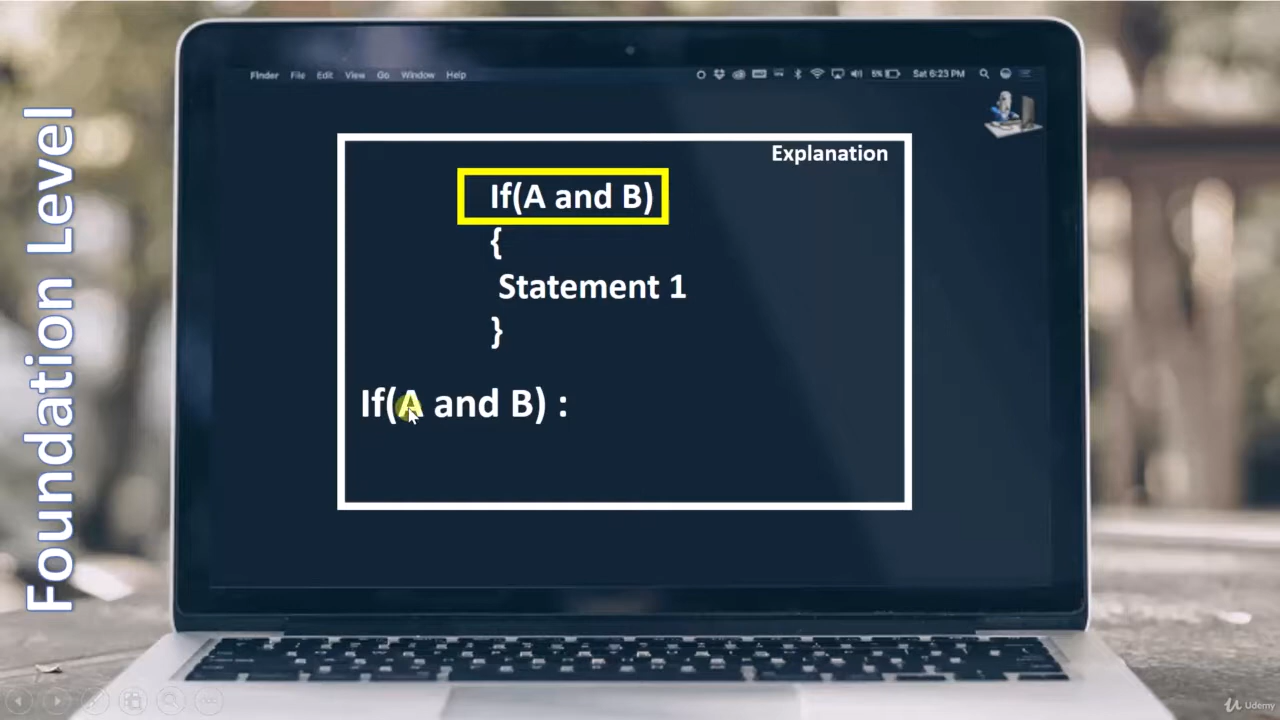 Foundation Level
Finder File Edit View Go Window Help
5% Sat 6:23 PM
Explanation
If(A and B)
{
Statement 1
}
If(A and B) :
Udemy